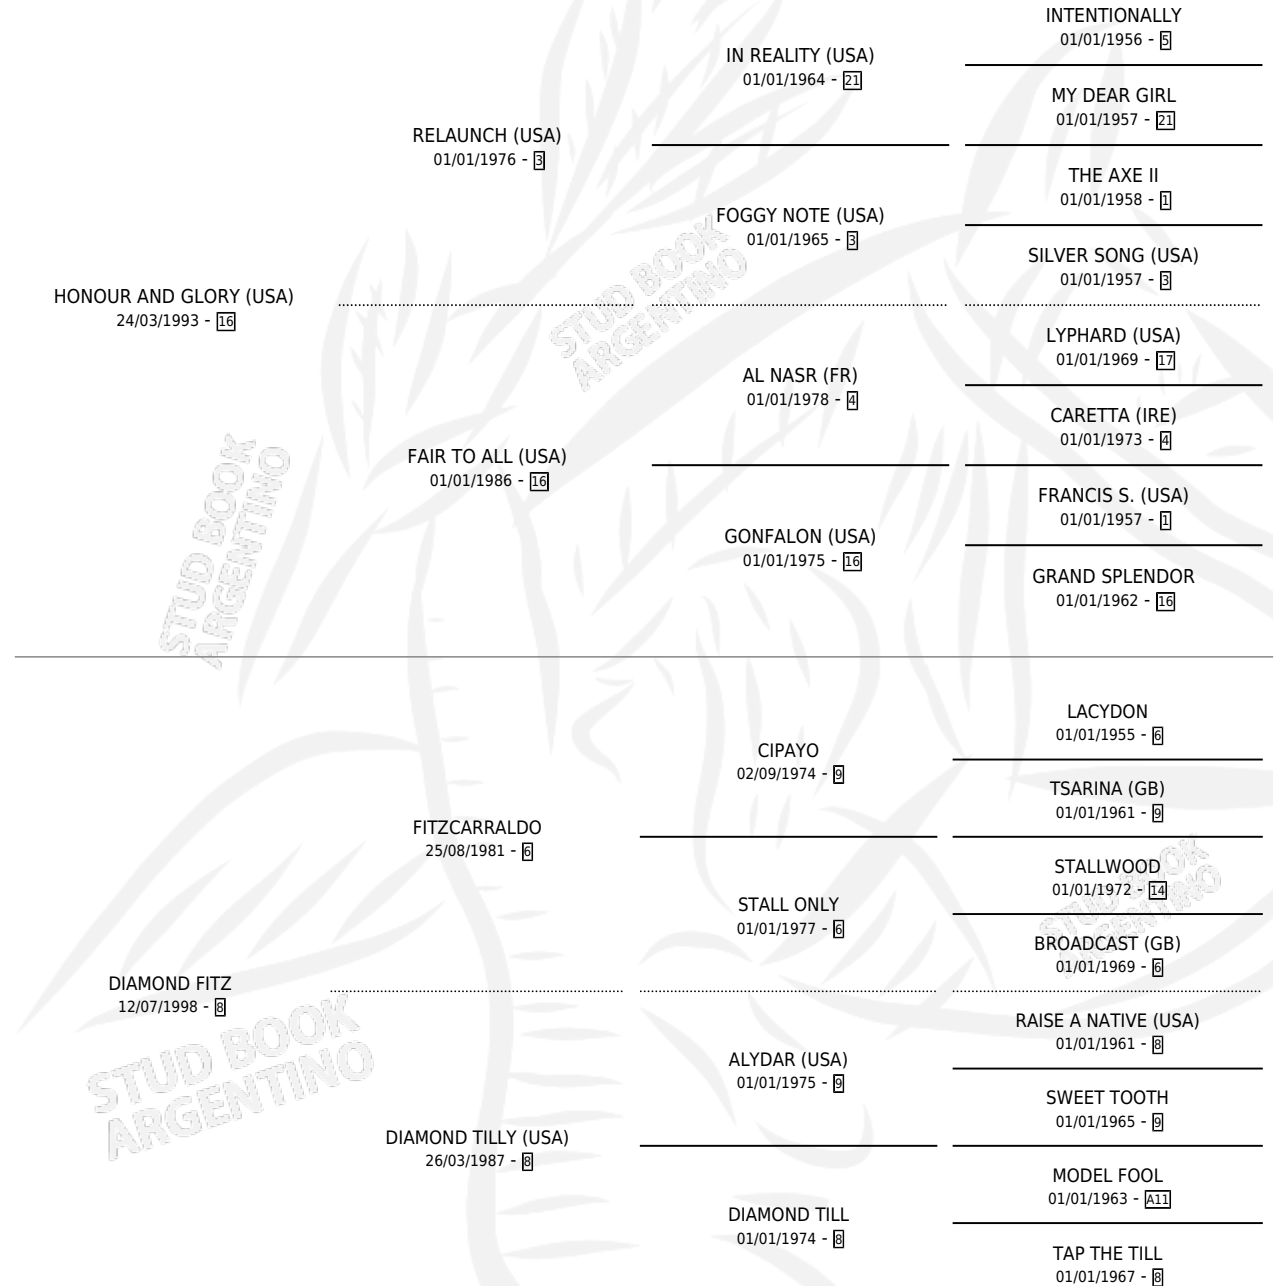 INTENTIONALLY
01/01/1956 - 5
IN REALITY (USA)
01/01/1964 - 21
MY DEAR GIRL
01/01/1957 - 21
RELAUNCH (USA)
01/01/1976 - 3
THE AXE II
01/01/1958 - 1
FOGGY NOTE (USA)
01/01/1965 - 3
SILVER SONG (USA)
01/01/1957 - 3
HONOUR AND GLORY (USA)
24/03/1993 - 16
LYPHARD (USA)
01/01/1969 - 17
AL NASR (FR)
01/01/1978 - 4
CARETTA (IRE)
01/01/1973 - 4
FAIR TO ALL (USA)
01/01/1986 - 16
FRANCIS S. (USA)
01/01/1957 - 1
GONFALON (USA)
01/01/1975 - 16
GRAND SPLENDOR
01/01/1962 - 16
LACYDON
01/01/1955 - 6
CIPAYO
02/09/1974 - 9
TSARINA (GB)
01/01/1961 - 9
FITZCARRALDO
25/08/1981 - 6
STALLWOOD
01/01/1972 - 14
STALL ONLY
01/01/1977 - 6
BROADCAST (GB)
01/01/1969 - 6
DIAMOND FITZ
12/07/1998 - 8
RAISE A NATIVE (USA)
01/01/1961 - 8
ALYDAR (USA)
01/01/1975 - 9
SWEET TOOTH
01/01/1965 - 9
DIAMOND TILLY (USA)
26/03/1987 - 8
MODEL FOOL
01/01/1963 - A11
DIAMOND TILL
01/01/1974 - 8
TAP THE TILL
01/01/1967 - 8
STUD BOOK
ARGENTINO
STUD BOOK
ARGENTINO
STUD BOOK
ARGENTINO
STUD BOOK
ARGENTINO